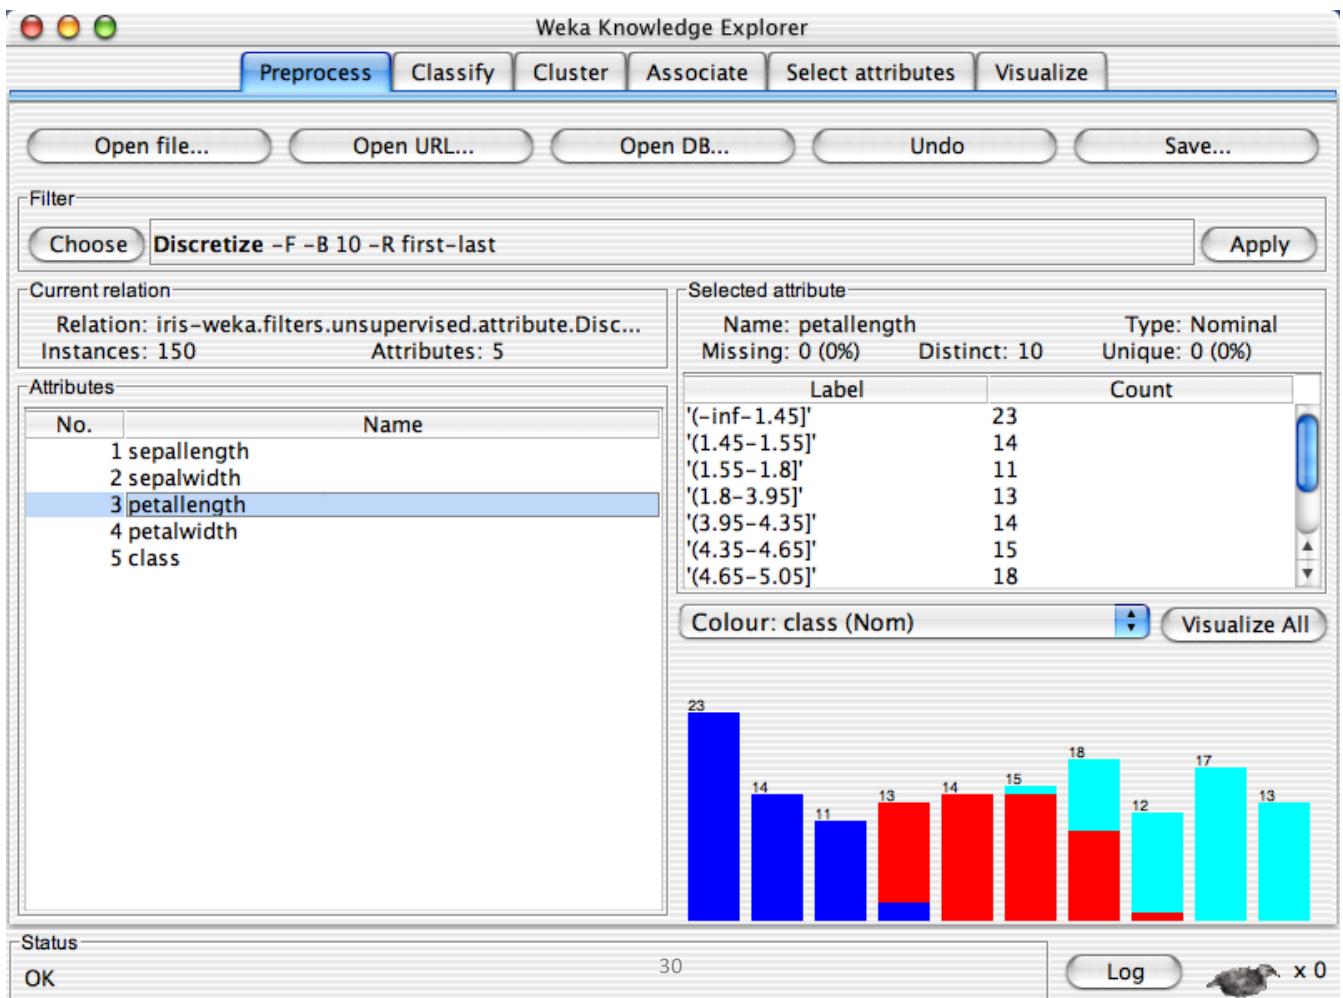 Weka Knowledge Explorer
Preprocess Classify Cluster Associate Select attributes Visualize
Open file... Open URL... Open DB... Undo Save...
Filter
Choose Discretize -F -B 10 -R first-last Apply
Current relation
Relation: iris-weka.filters.unsupervised.attribute.Disc...
Instances: 150 Attributes: 5
Attributes
No. Name
1 sepallength
2 sepalwidth
3 petallength
4 petalwidth
5 class
Selected attribute
Name: petallength Type: Nominal
Missing: 0 (0%) Distinct: 10 Unique: 0 (0%)
Label Count
'(-inf-1.45]' 23
'(1.45-1.55]' 14
'(1.55-1.8]' 11
'(1.8-3.95]' 13
'(3.95-4.35]' 14
'(4.35-4.65]' 15
'(4.65-5.05]' 18
Colour: class (Nom) Visualize All
23 14 11 13 14 15 18 12 17 13
Status
OK
30
Log x 0